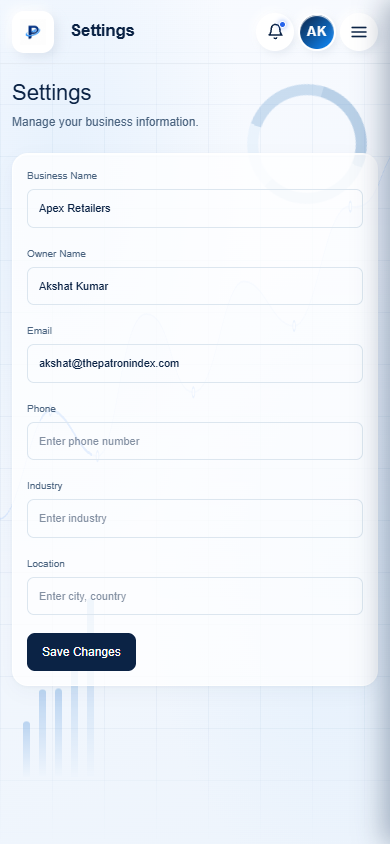 P
Settings
AK
Settings
Manage your business information.
Business Name
Apex Retailers
Owner Name
Akshat Kumar
Email
akshat@thepatronindex.com
Phone
Enter phone number
Industry
Enter industry
Location
Enter city, country
Save Changes